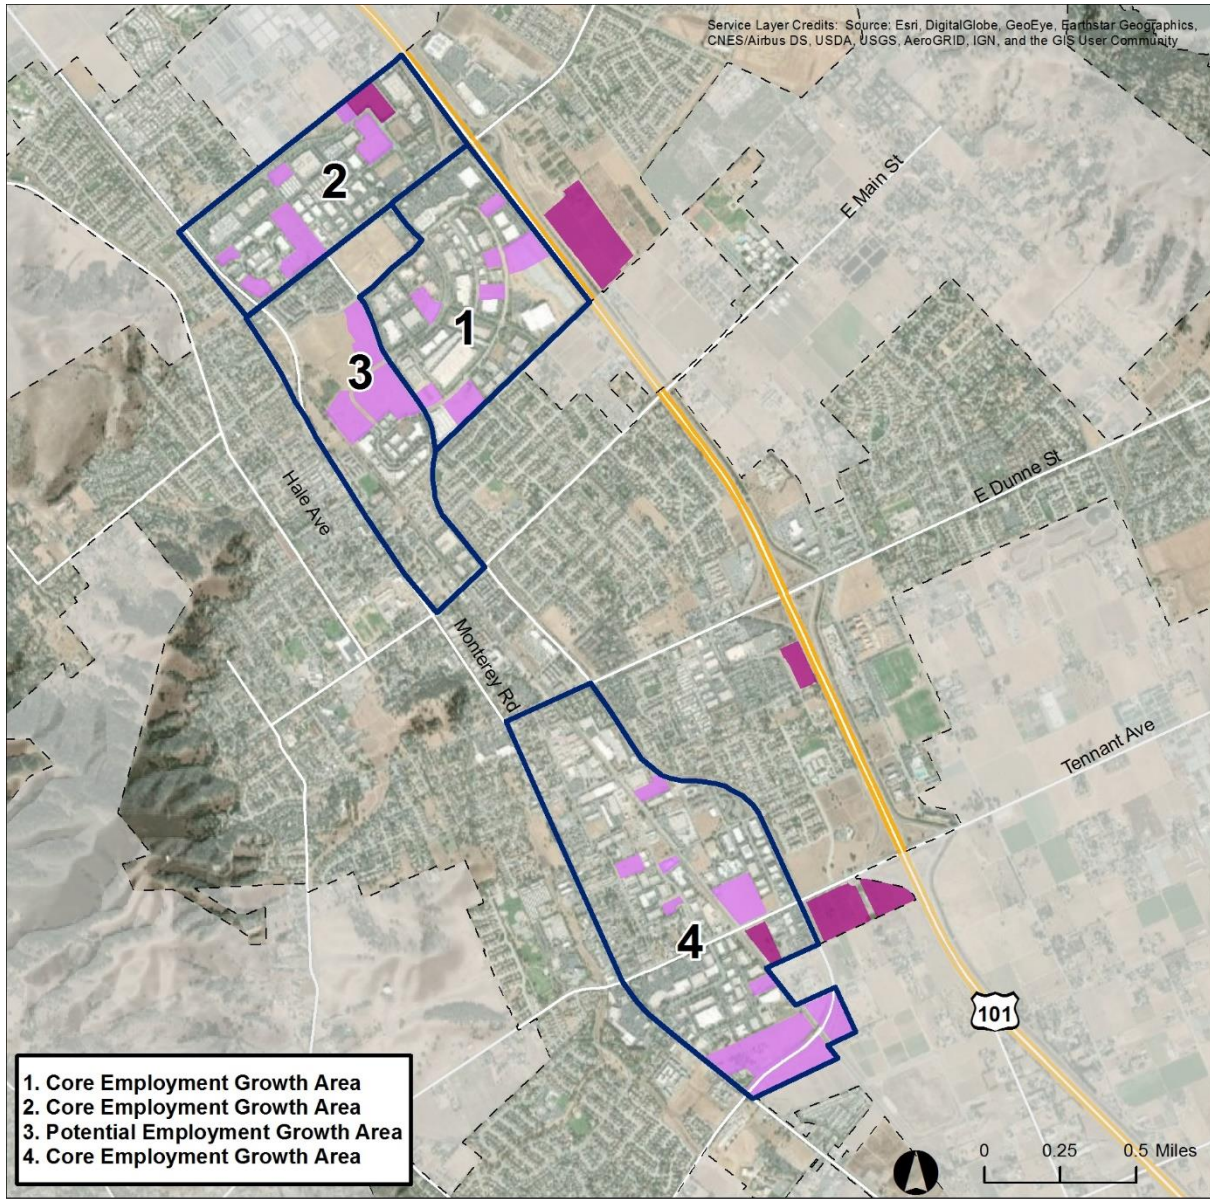 Service Layer Credits: Source: Esri, DigitalGlobe, GeoEye, Earthstar Geographics,
CNES/Airbus DS, USDA, USGS, AeroGRID, IGN, and the GIS User Community
2
E Main St
1
3
E Dunne St
Hale Ave
Monterey Rd
Tennant Ave
4
101
1. Core Employment Growth Area
2. Core Employment Growth Area
3. Potential Employment Growth Area
4. Core Employment Growth Area
0 0.25 0.5 Miles